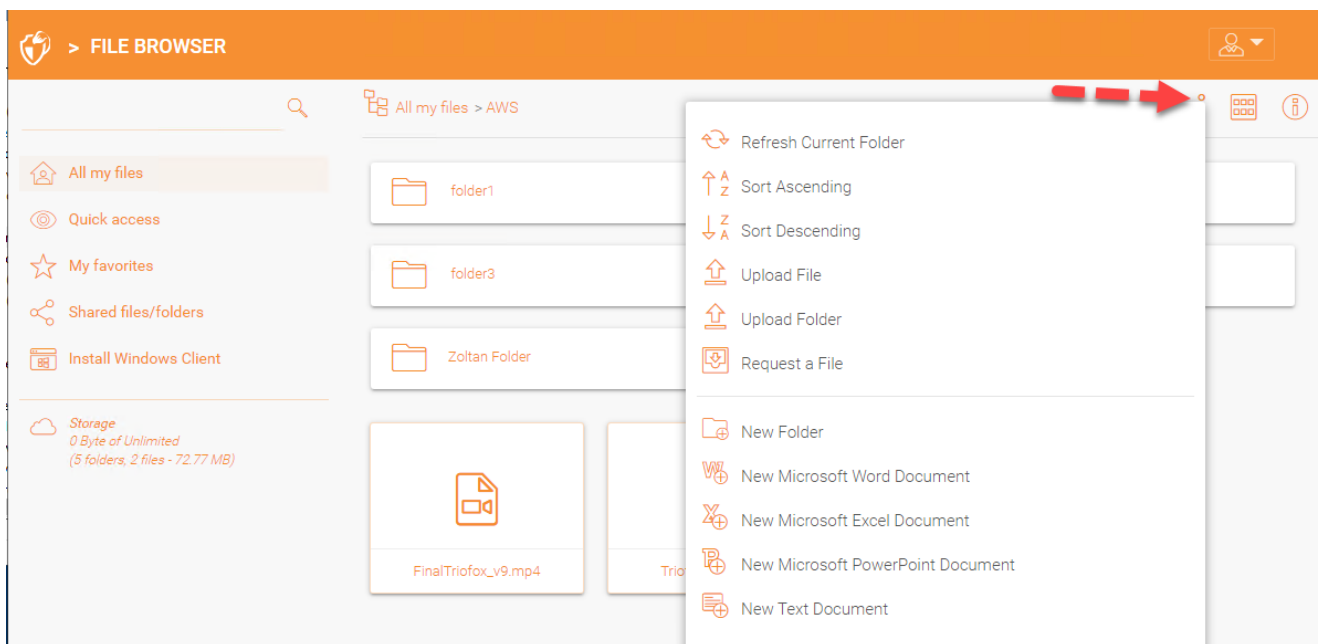 > FILE BROWSER
All my files > AWS
All my files
Quick access
My favorites
Shared files/folders
Install Windows Client
Storage
0 Byte of Unlimited
(5 folders, 2 files - 72.77 MB)
folder1
folder3
Zoltan Folder
FinalTriofox_v9.mp4
Trio
Refresh Current Folder
Sort Ascending
Sort Descending
Upload File
Upload Folder
Request a File
New Folder
New Microsoft Word Document
New Microsoft Excel Document
New Microsoft PowerPoint Document
New Text Document